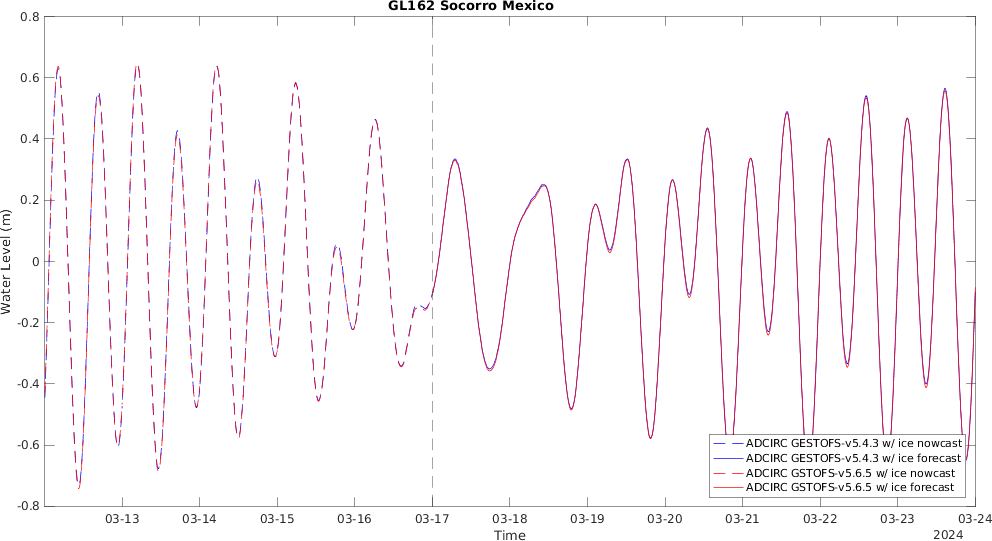 GL162 Socorro Mexico
0.8
0.6
0.4
0.2
0
-0.2
-0.4
-0.6
-0.8
Water Level (m)
ADCIRC GESTOFS-v5.4.3 w/ ice nowcast
ADCIRC GESTOFS-v5.4.3 w/ ice forecast
ADCIRC GSTOFS-v5.6.5 w/ ice nowcast
ADCIRC GSTOFS-v5.6.5 w/ ice forecast
03-13 03-14 03-15 03-16 03-17 03-18 03-19 03-20 03-21 03-22 03-23 03-24
Time
2024